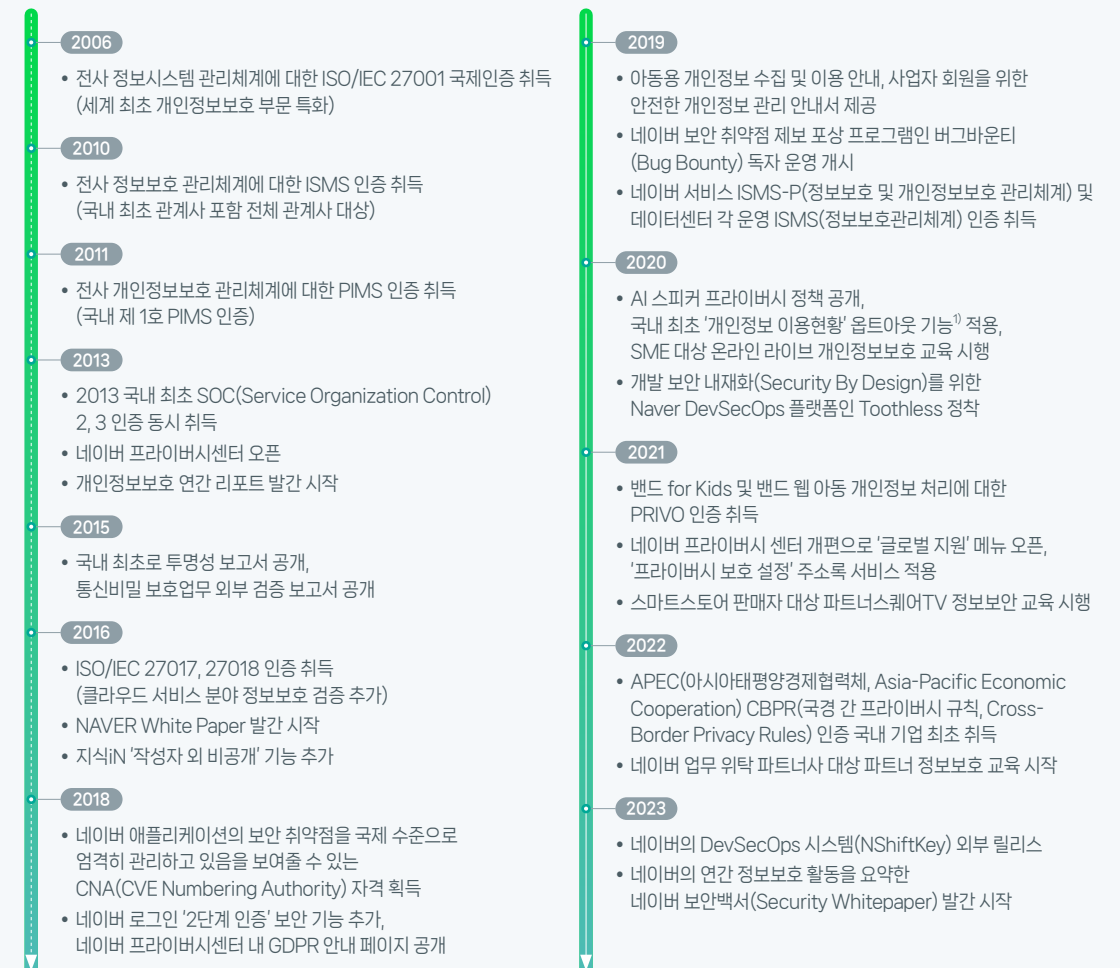 2006
• 전사 정보시스템 관리체계에 대한 ISO/IEC 27001 국제인증 취득
(세계 최초 개인정보보호 부문 특화)
2010
• 전사 정보보호 관리체계에 대한 ISMS 인증 취득
(국내 최초 관계사 포함 전체 관계사 대상)
2011
• 전사 개인정보보호 관리체계에 대한 PIMS 인증 취득
(국내 제 1호 PIMS 인증)
2013
• 2013 국내 최초 SOC(Service Organization Control)
2, 3 인증 동시 취득
• 네이버 프라이버시센터 오픈
• 개인정보보호 연간 리포트 발간 시작
2015
• 국내 최초로 투명성 보고서 공개,
통신비밀 보호업무 외부 검증 보고서 공개
2016
• ISO/IEC 27017, 27018 인증 취득
(클라우드 서비스 분야 정보보호 검증 추가)
• NAVER White Paper 발간 시작
• 지식iN ‘작성자 외 비공개’ 기능 추가
2018
• 네이버 애플리케이션의 보안 취약점을 국제 수준으로
엄격히 관리하고 있음을 보여줄 수 있는
CNA(CVE Numbering Authority) 자격 획득
• 네이버 로그인 ‘2단계 인증’ 보안 기능 추가,
네이버 프라이버시센터 내 GDPR 안내 페이지 공개
2019
• 아동용 개인정보 수집 및 이용 안내, 사업자 회원을 위한
안전한 개인정보 관리 안내서 제공
• 네이버 보안 취약점 제보 포상 프로그램인 버그바운티
(Bug Bounty) 독자 운영 개시
• 네이버 서비스 ISMS-P(정보보호 및 개인정보보호 관리체계) 및
데이터센터 각 운영 ISMS(정보보호관리체계) 인증 취득
2020
• AI 스피커 프라이버시 정책 공개,
국내 최초 ‘개인정보 이용현황’ 옵트아웃 기능1) 적용,
SME 대상 온라인 라이브 개인정보보호 교육 시행
• 개발 보안 내재화(Security By Design)를 위한
Naver DevSecOps 플랫폼인 Toothless 정착
2021
• 밴드 for Kids 및 밴드 웹 아동 개인정보 처리에 대한
PRIVO 인증 취득
• 네이버 프라이버시 센터 개편으로 ‘글로벌 지원’ 메뉴 오픈,
‘프라이버시 보호 설정’ 주소록 서비스 적용
• 스마트스토어 판매자 대상 파트너스퀘어TV 정보보안 교육 시행
2022
• APEC(아시아태평양경제협력체, Asia-Pacific Economic
Cooperation) CBPR(국경 간 프라이버시 규칙, Cross-
Border Privacy Rules) 인증 국내 기업 최초 취득
• 네이버 업무 위탁 파트너사 대상 파트너 정보보호 교육 시작
2023
• 네이버의 DevSecOps 시스템(NShiftKey) 외부 릴리스
• 네이버의 연간 정보보호 활동을 요약한
네이버 보안백서(Security Whitepaper) 발간 시작